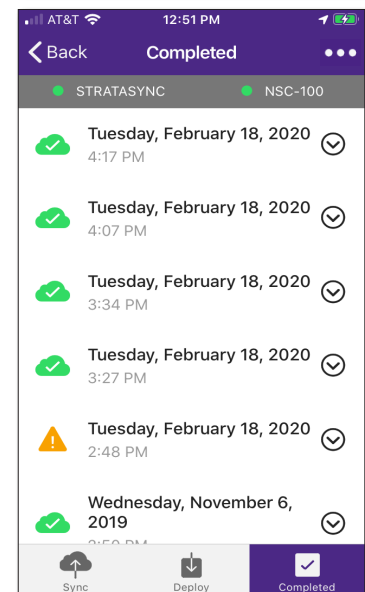 AT&T 12:51 PM
Back Completed
STRATASYNC NSC-100
Tuesday, February 18, 2020
4:17 PM
Tuesday, February 18, 2020
4:07 PM
Tuesday, February 18, 2020
3:34 PM
Tuesday, February 18, 2020
3:27 PM
Tuesday, February 18, 2020
2:48 PM
Wednesday, November 6,
2019
Sync Deploy Completed